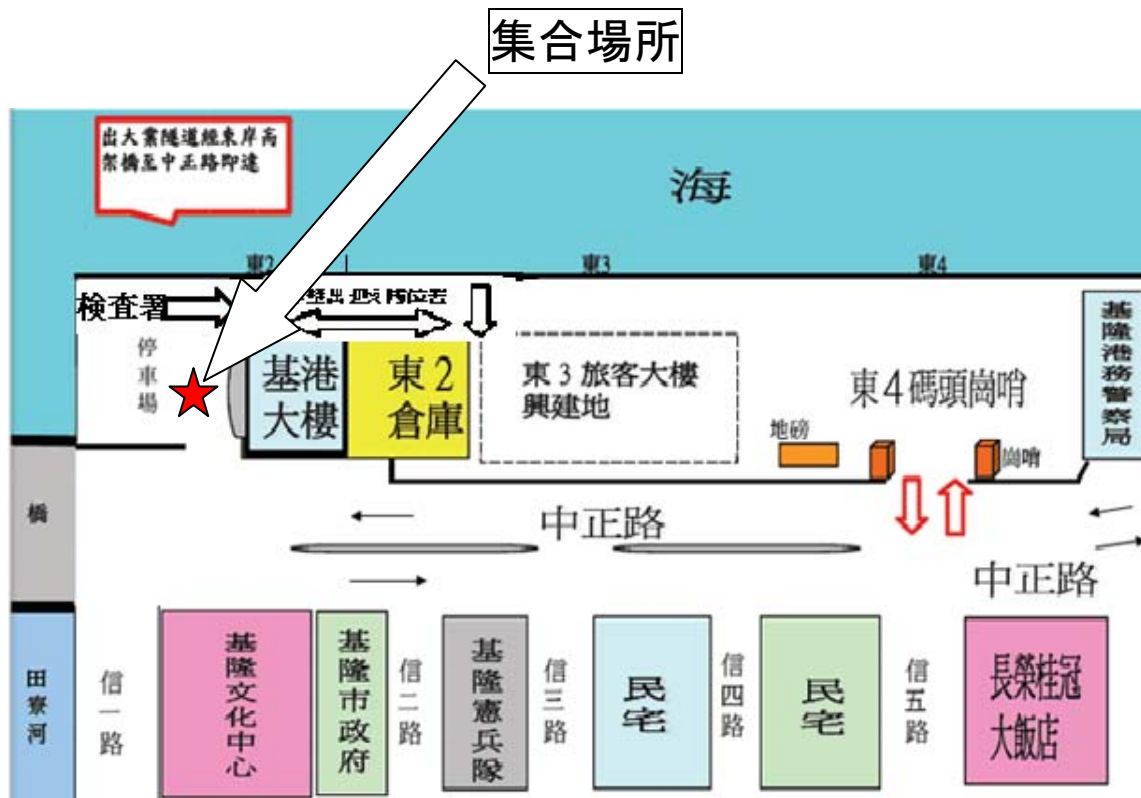 集合場所
出大業隧道經東岸高
架橋至中正路即達
海
東2
東3
東4
検査署
停車場
基港
大樓
東2
倉庫
東3旅客大樓
興建地
東4碼頭崗哨
地磅
崗哨
基隆港務警察局
橋
中正路
中正路
田寮河
信一路
基隆文化中心
基隆市政府
信二路
基隆憲兵隊
信三路
民宅
信四路
民宅
信五路
長榮桂冠
大飯店